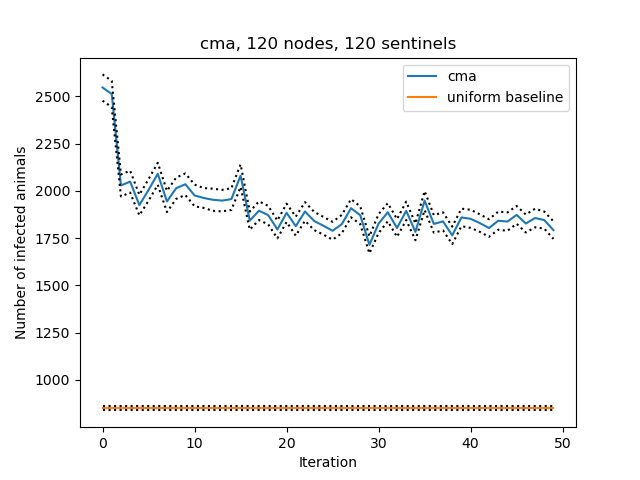 cma, 120 nodes, 120 sentinels
cma
uniform baseline
Number of infected animals
2500
2250
2000
1750
1500
1250
1000
0 10 20 30 40 50
Iteration